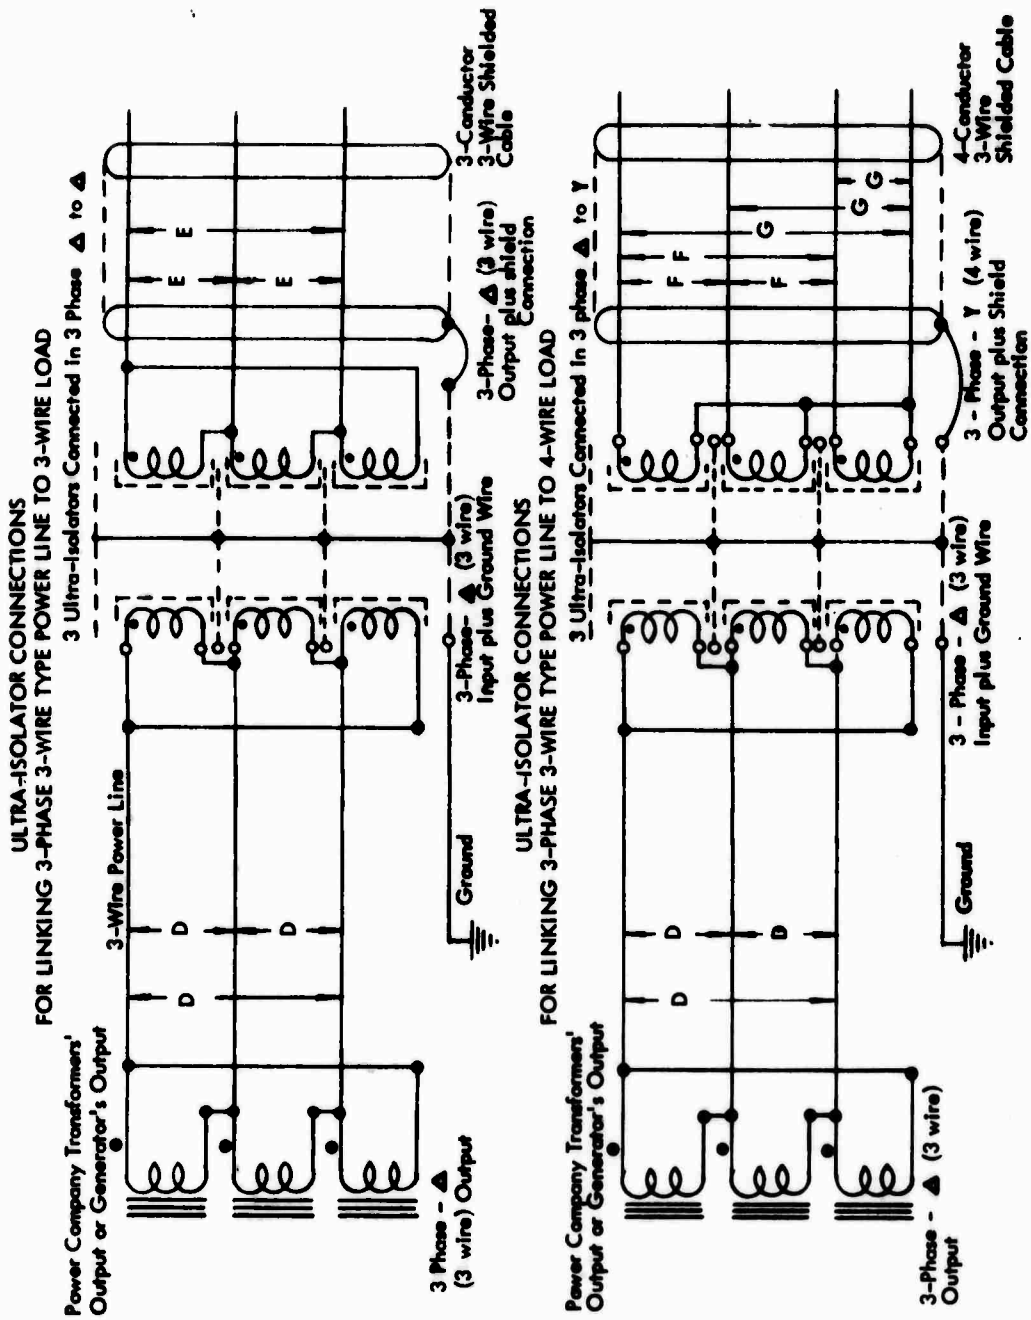 ULTRA-ISOLATOR CONNECTIONS
FOR LINKING 3-PHASE 3-WIRE TYPE POWER LINE TO 3-WIRE LOAD
Power Company Transformers'
Output or Generator's Output
3-Wire Power Line
3 Ultra-Isolators Connected in 3 Phase Δ to Δ
D
D
D
E
E
E
3 Phase - Δ
(3 wire) Output
Ground
3-Phase- Δ (3 wire)
Input plus Ground Wire
3-Phase- Δ (3 wire)
Output plus shield
Connection
3-Conductor
3-Wire Shielded
Cable
ULTRA-ISOLATOR CONNECTIONS
FOR LINKING 3-PHASE 3-WIRE TYPE POWER LINE TO 4-WIRE LOAD
Power Company Transformers'
Output or Generator's Output
3 Ultra-Isolators Connected in 3 phase Δ to Y
D
D
D
F
F
F
G
G
G
3-Phase - Δ (3 wire)
Output
Ground
3 - Phase - Δ (3 wire)
Input plus Ground Wire
3 - Phase - Y (4 wire)
Output plus Shield
Connection
4-Conductor
3-Wire
Shielded Cable